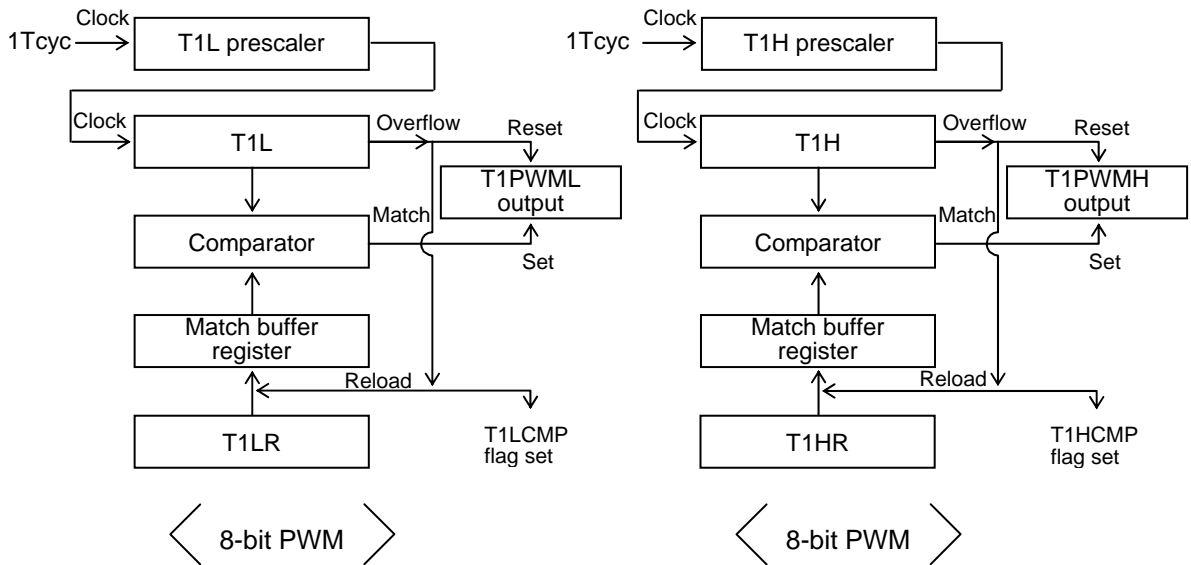 Clock
1Tcyc
T1L prescaler
Clock
T1L
Overflow
Reset
T1PWML
output
Comparator
Match
Set
Match buffer
register
Reload
T1LR
T1LCMP
flag set
8-bit PWM
Clock
1Tcyc
T1H prescaler
Clock
T1H
Overflow
Reset
T1PWMH
output
Comparator
Match
Set
Match buffer
register
Reload
T1HR
T1HCMP
flag set
8-bit PWM